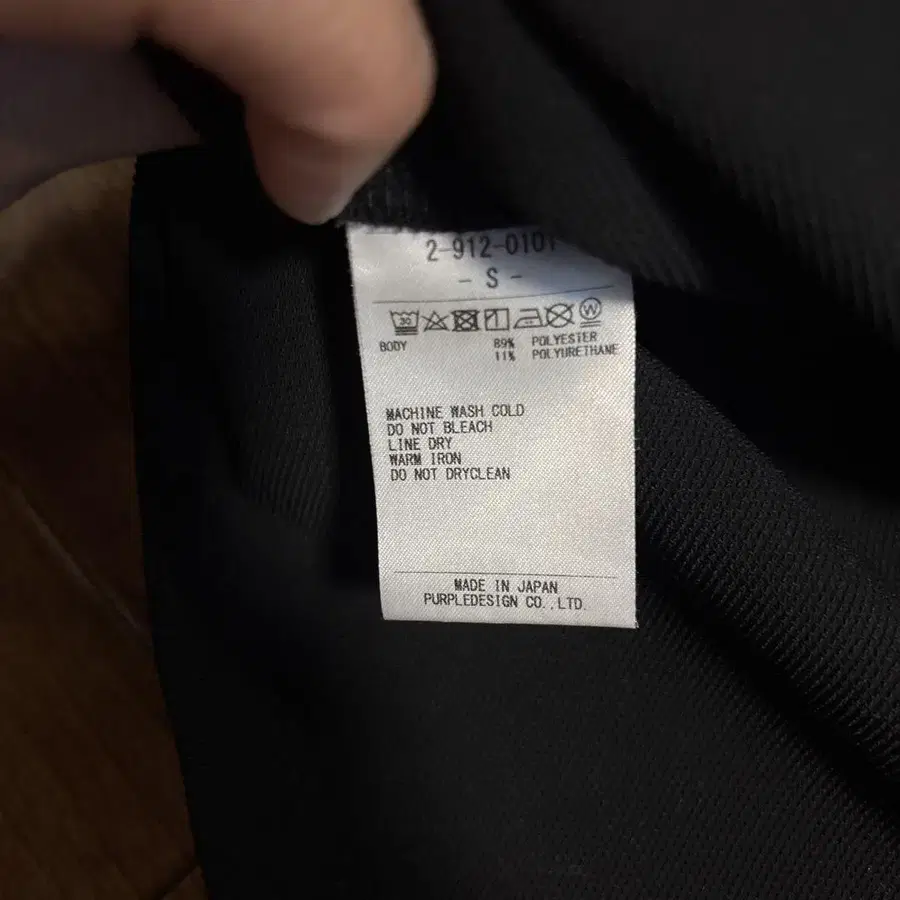 2-912-0101
- S -
30 W
BODY 89% POLYESTER
11% POLYURETHANE
MACHINE WASH COLD
DO NOT BLEACH
LINE DRY
WARM IRON
DO NOT DRYCLEAN
MADE IN JAPAN
PURPLEDESIGN CO.,LTD.